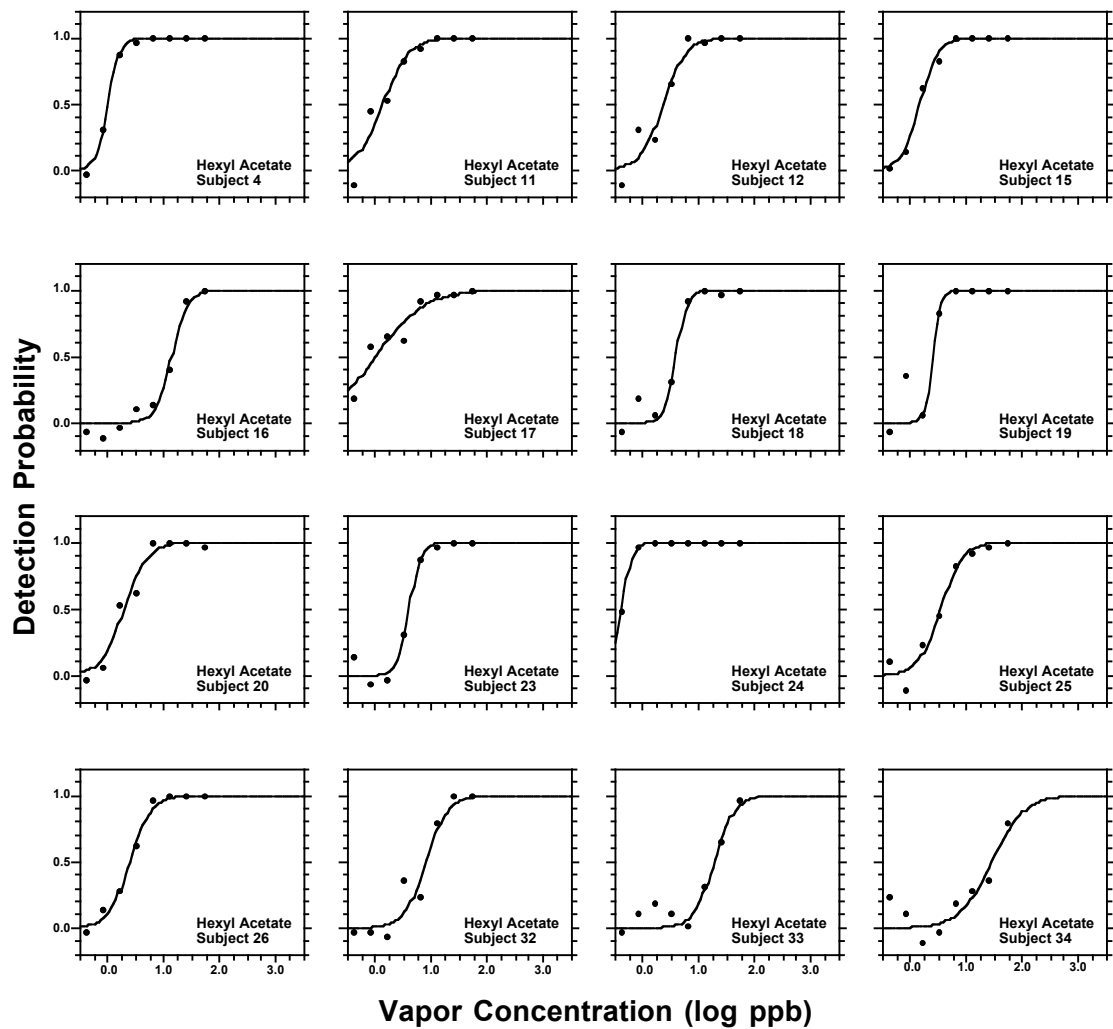 1.0
0.5
0.0
Hexyl Acetate
Subject 4
Hexyl Acetate
Subject 11
Hexyl Acetate
Subject 12
Hexyl Acetate
Subject 15
1.0
0.5
0.0
Hexyl Acetate
Subject 16
Hexyl Acetate
Subject 17
Hexyl Acetate
Subject 18
Hexyl Acetate
Subject 19
Detection Probability
1.0
0.5
0.0
Hexyl Acetate
Subject 20
Hexyl Acetate
Subject 23
Hexyl Acetate
Subject 24
Hexyl Acetate
Subject 25
1.0
0.5
0.0
Hexyl Acetate
Subject 26
Hexyl Acetate
Subject 32
Hexyl Acetate
Subject 33
Hexyl Acetate
Subject 34
0.0 1.0 2.0 3.0 0.0 1.0 2.0 3.0 0.0 1.0 2.0 3.0 0.0 1.0 2.0 3.0
Vapor Concentration (log ppb)